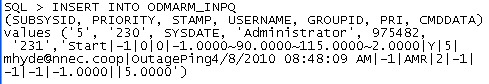 SQL > INSERT INTO ODMARM_INPQ
(SUBSYSID, PRIORITY, STAMP, USERNAME, GROUPID, PRI, CMDDATA)
values ('5', '230', SYSDATE, 'Administrator', 975482,
'231','Start|-1|0|0|-1.0000~90.0000~115.0000~2.0000|Y|5|
mhyde@nnec.coop|OutagePing4/8/2010 08:48:09 AM|-1|AMR|2|-1|
-1|-1|-1.0000||5.0000')